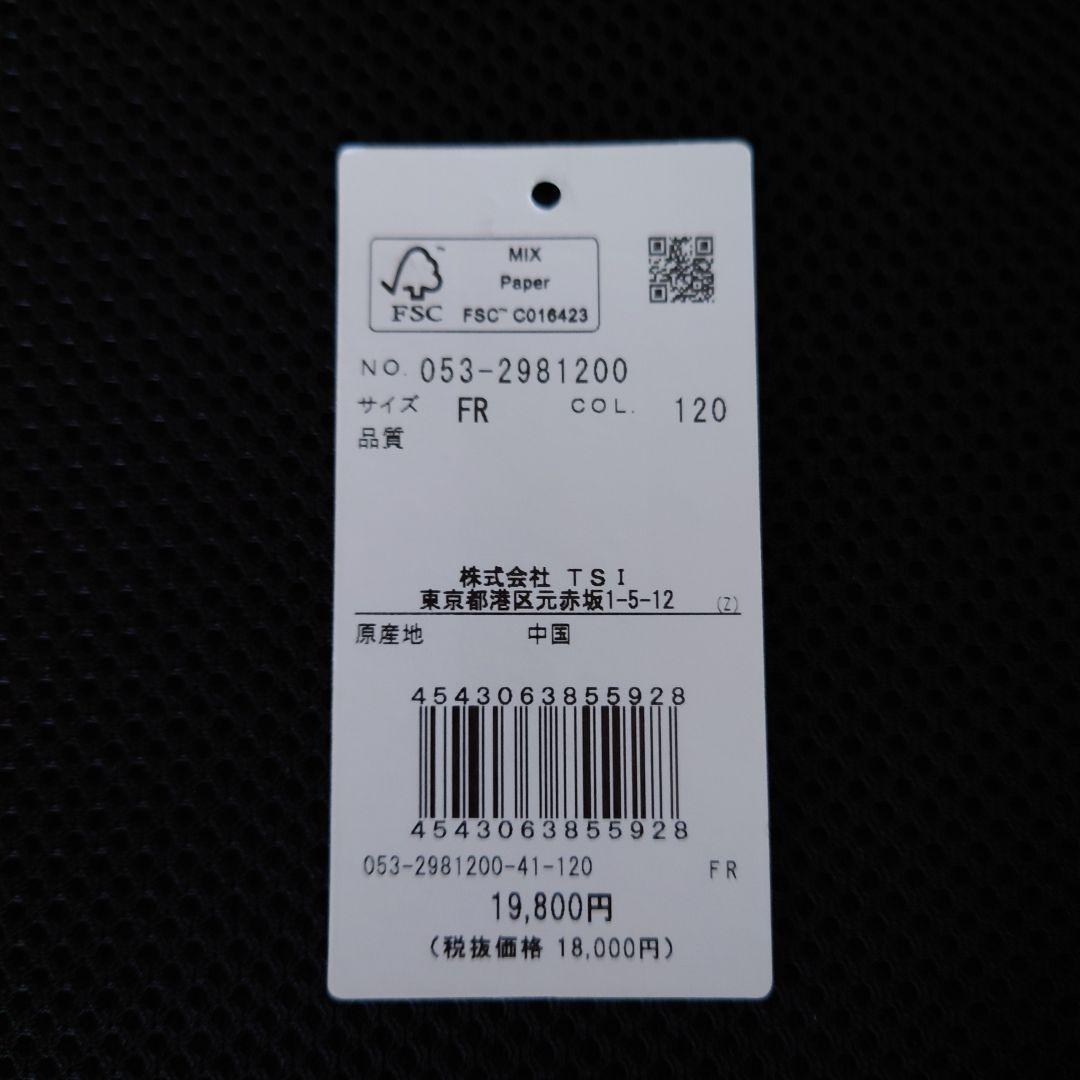 MIX
Paper
FSC™ C016423
FSC™
NO. 053-2981200
サイズ FR COL. 120
品質
株式会社 TSI
東京都港区元赤坂1-5-12 (Z)
原産地 中国
4543063855928
4543063855928
053-2981200-41-120 FR
19,800円
(税抜価格 18,000円)